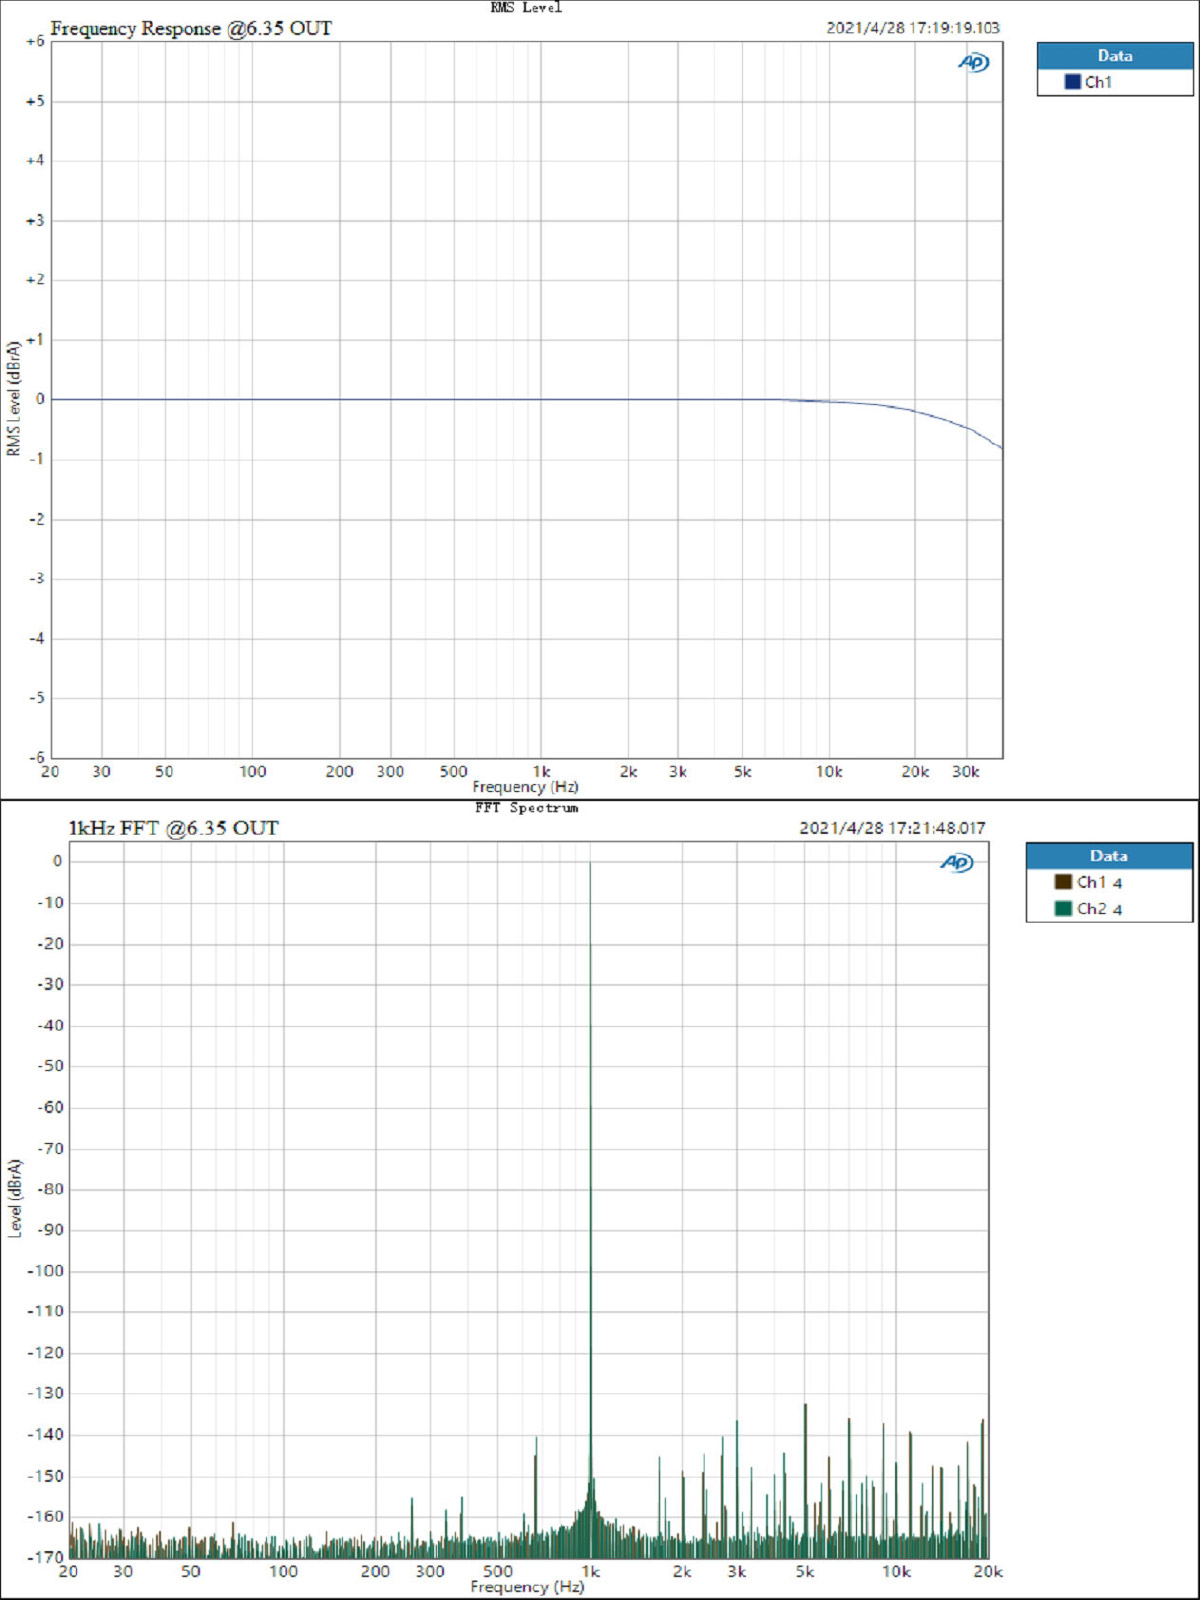 RMS Level
Frequency Response @6.35 OUT
2021/4/28 17:19:19.103
AP
Data
Ch1
+6
+5
+4
+3
+2
+1
0
-1
-2
-3
-4
-5
-6
RMS Level (dBrA)
20 30 50 100 200 300 500 1k 2k 3k 5k 10k 20k 30k
Frequency (Hz)
FFT Spectrum
1kHz FFT @6.35 OUT
2021/4/28 17:21:48.017
AP
Data
Ch1 4
Ch2 4
0
-10
-20
-30
-40
-50
-60
-70
-80
-90
-100
-110
-120
-130
-140
-150
-160
-170
Level (dBrA)
20 30 50 100 200 300 500 1k 2k 3k 5k 10k 20k
Frequency (Hz)